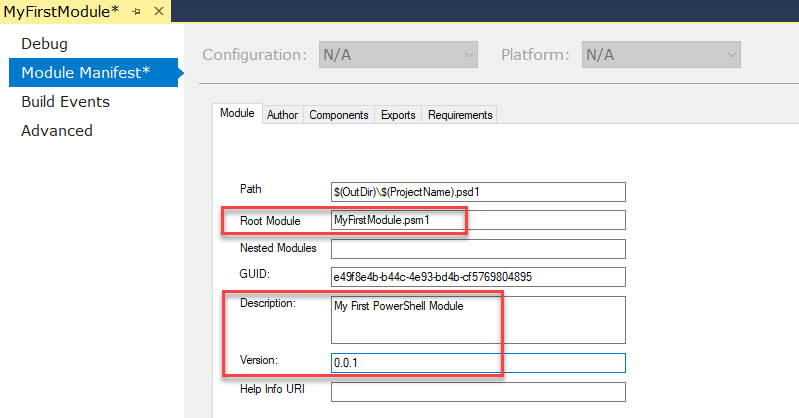 MyFirstModule*
Debug
Module Manifest*
Build Events
Advanced
Configuration: N/A Platform: N/A
Module Author Components Exports Requirements
Path $(OutDir)\$(ProjectName).psd1
Root Module MyFirstModule.psm1
Nested Modules
GUID: e49f8e4b-b44c-4e93-bd4b-cf5769804895
Description: My First PowerShell Module
Version: 0.0.1
Help Info URI